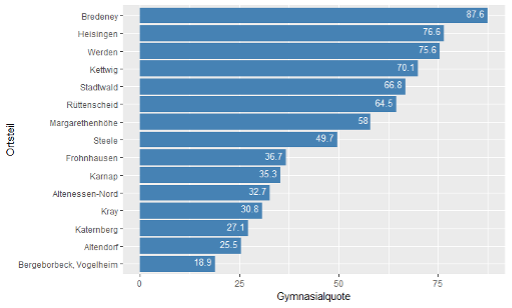 Ortsteil
Bredeney 87.6
Heisingen 76.6
Werden 75.6
Kettwig 70.1
Stadtwald 66.8
Rüttenscheid 64.5
Margarethenhöhe 58
Steele 49.7
Frohnhausen 36.7
Karnap 35.3
Altenessen-Nord 32.7
Kray 30.8
Katernberg 27.1
Altendorf 25.5
Bergeborbeck, Vogelheim 18.9
0 25 50 75
Gymnasialquote